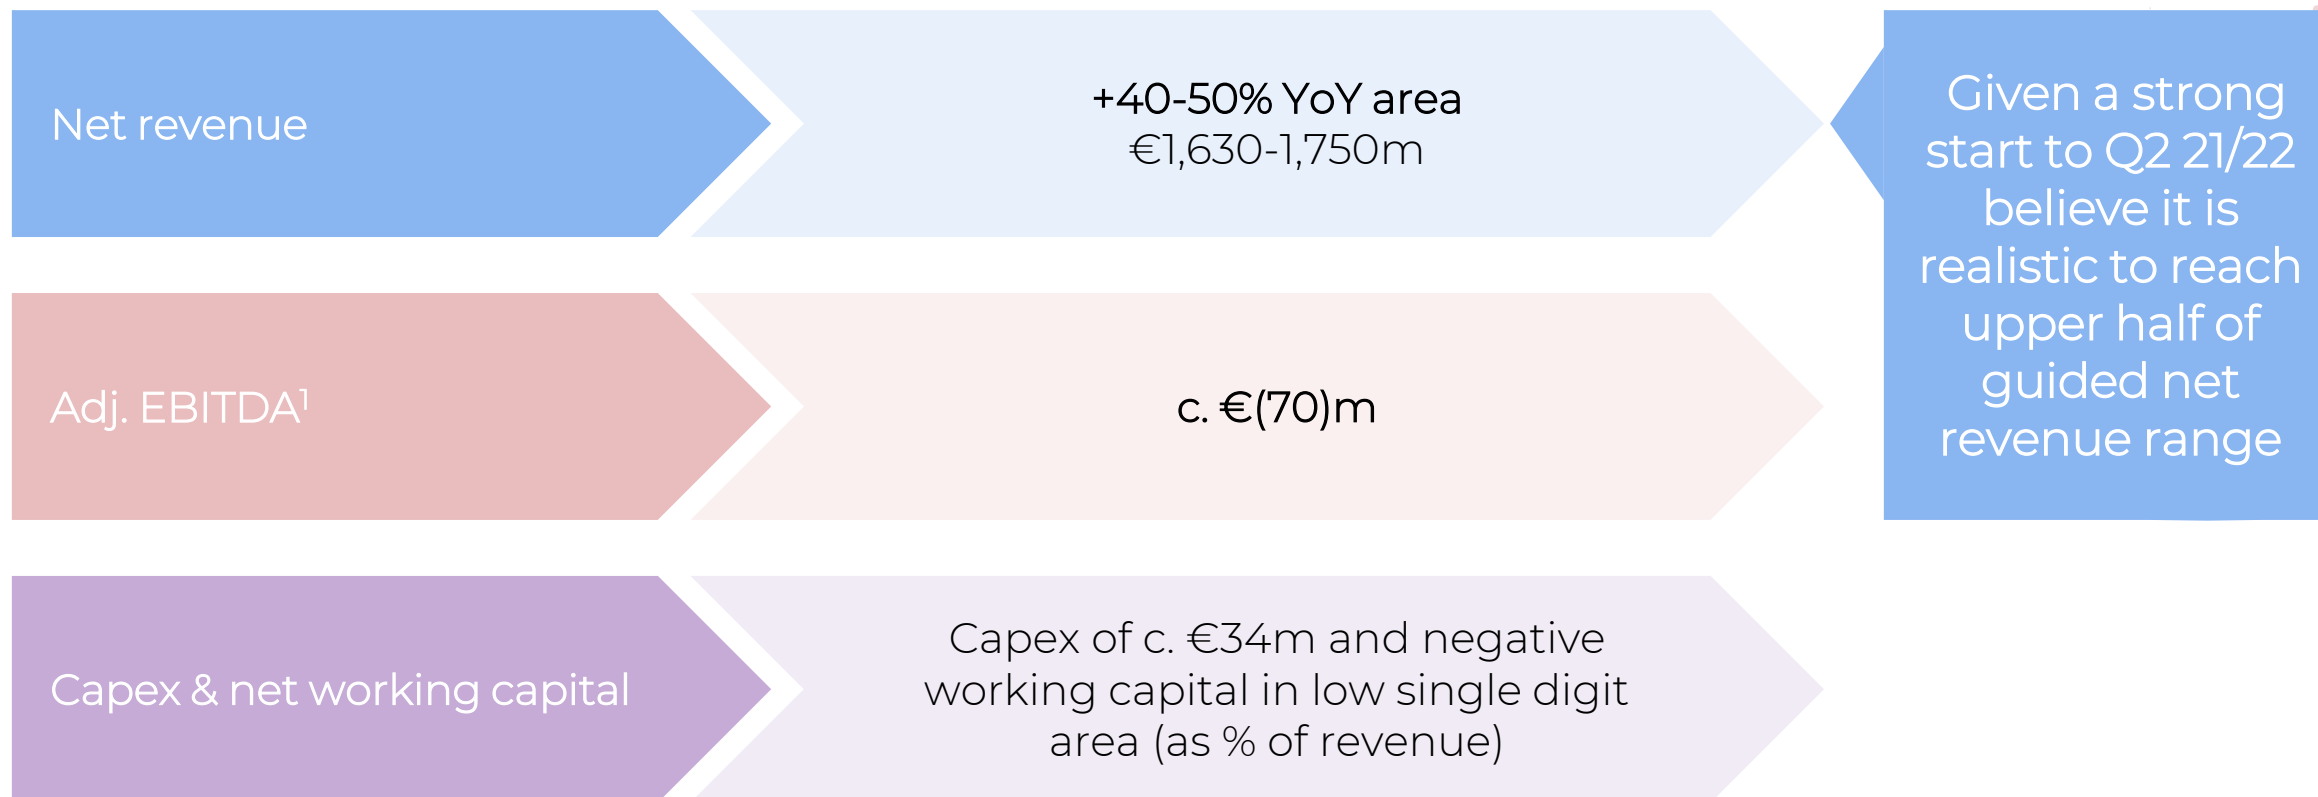 Net revenue
+40-50% YoY area
€1,630-1,750m
Given a strong
start to Q2 21/22
believe it is
realistic to reach
upper half of
guided net
revenue range
Adj. EBITDA¹
c. €(70)m
Capex & net working capital
Capex of c. €34m and negative
working capital in low single digit
area (as % of revenue)